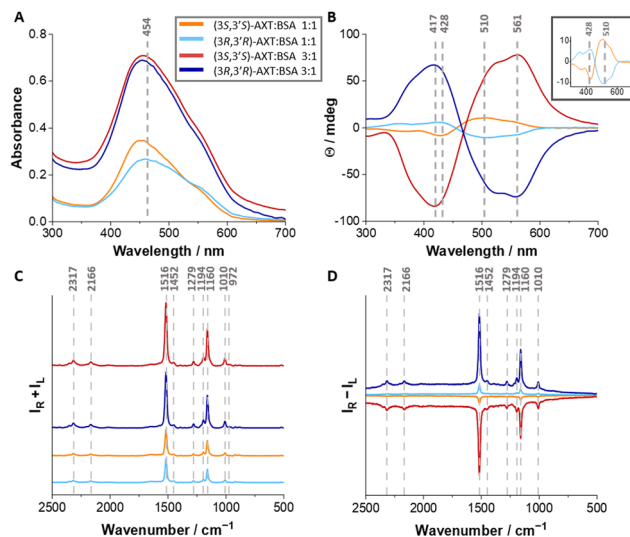 A
454
(3S,3'S)-AXT:BSA 1:1
(3R,3'R)-AXT:BSA 1:1
(3S,3'S)-AXT:BSA 3:1
(3R,3'R)-AXT:BSA 3:1
0.8
0.6
0.4
0.2
0.0
Absorbance
300 400 500 600 700
Wavelength / nm
B
417 428 510 561
100
50
0
-50
-100
Θ / mdeg
300 400 500 600 700
Wavelength / nm
428 510
10
0
-10
400 600
C
2317 2166 1516 1452 1279 1194 1160 1010 972
I_R + I_L
2500 2000 1500 1000 500
Wavenumber / cm⁻¹
D
2317 2166 1516 1452 1279 1194 1160 1010
I_R − I_L
2500 2000 1500 1000 500
Wavenumber / cm⁻¹